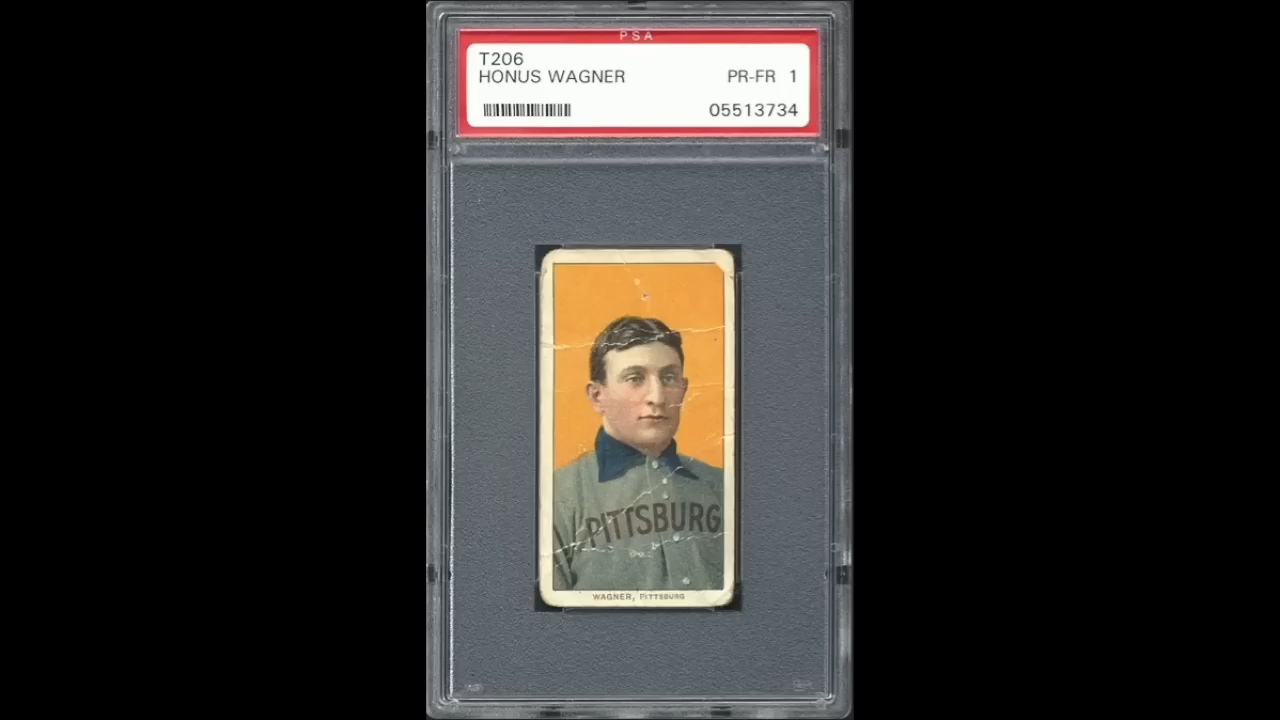 PSA
T206
HONUS WAGNER PR-FR 1
05513734
PITTSBURG
WAGNER, PITTSBURG